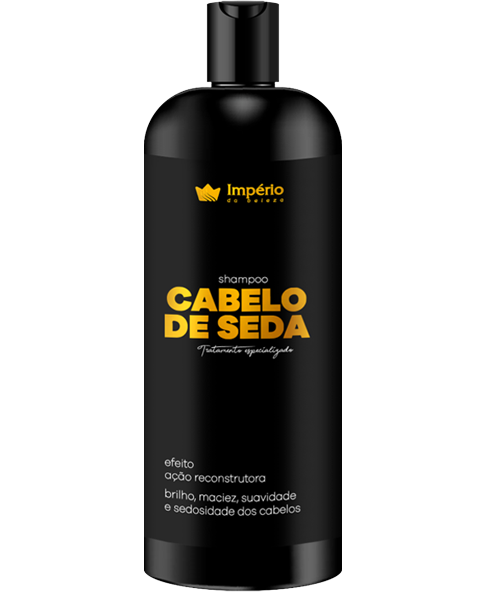 Império
da beleza
shampoo
CABELO
DE SEDA
Tratamento especializado
efeito
ação reconstrutora
brilho, maciez, suavidade
e sedosidade dos cabelos